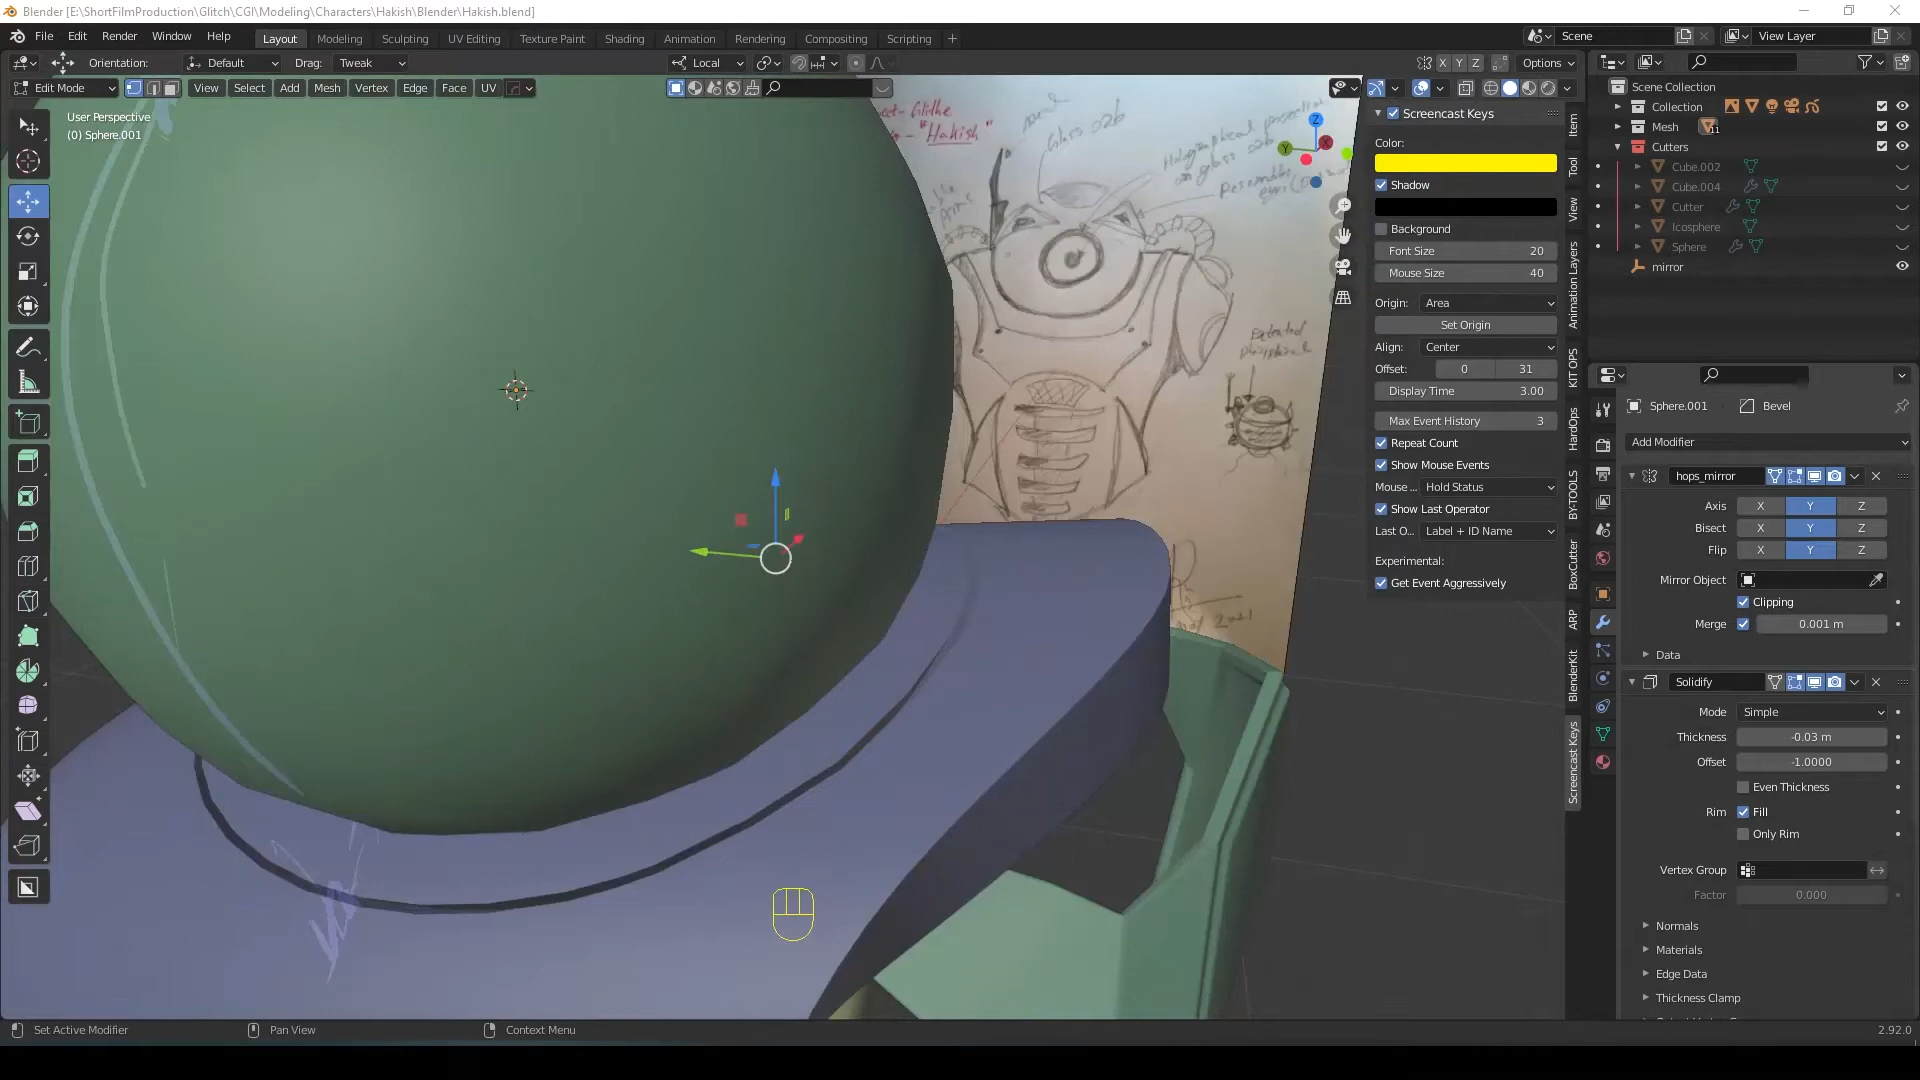 Blender [E:\ShortFilmProduction\Glitch\CGI\Modeling\Characters\Hakish\Blender\Hakish.blend]
File Edit Render Window Help Layout Modeling Sculpting UV Editing Texture Paint Shading Animation Rendering Compositing Scripting + Scene View Layer
Orientation: Default Drag: Tweak Local X Y Z Options
Edit Mode View Select Add Mesh Vertex Edge Face UV
User Perspective
(0) Sphere.001
"Hakish"
Z
Y
X
2021
Screencast Keys
Color:
Shadow
Background
Font Size 20
Mouse Size 40
Origin: Area
Set Origin
Align: Center
Offset: 0 31
Display Time 3.00
Max Event History 3
Repeat Count
Show Mouse Events
Mouse ... Hold Status
Show Last Operator
Last O... Label + ID Name
Experimental:
Get Event Aggressively
Item
Tool
View
Animation Layers
KIT OPS
HardOps
BY-TOOLS
BoxCutter
ARP
BlenderKit
Screencast Keys
Scene Collection
Collection
Mesh 11
Cutters
Cube.002
Cube.004
Cutter
Icosphere
Sphere
mirror
Sphere.001 Bevel
Add Modifier
hops_mirror
Axis X Y Z
Bisect X Y Z
Flip X Y Z
Mirror Object
Clipping
Merge 0.001 m
Data
Solidify
Mode Simple
Thickness -0.03 m
Offset -1.0000
Even Thickness
Rim Fill
Only Rim
Vertex Group
Factor 0.000
Normals
Materials
Edge Data
Thickness Clamp
Set Active Modifier Pan View Context Menu 2.92.0